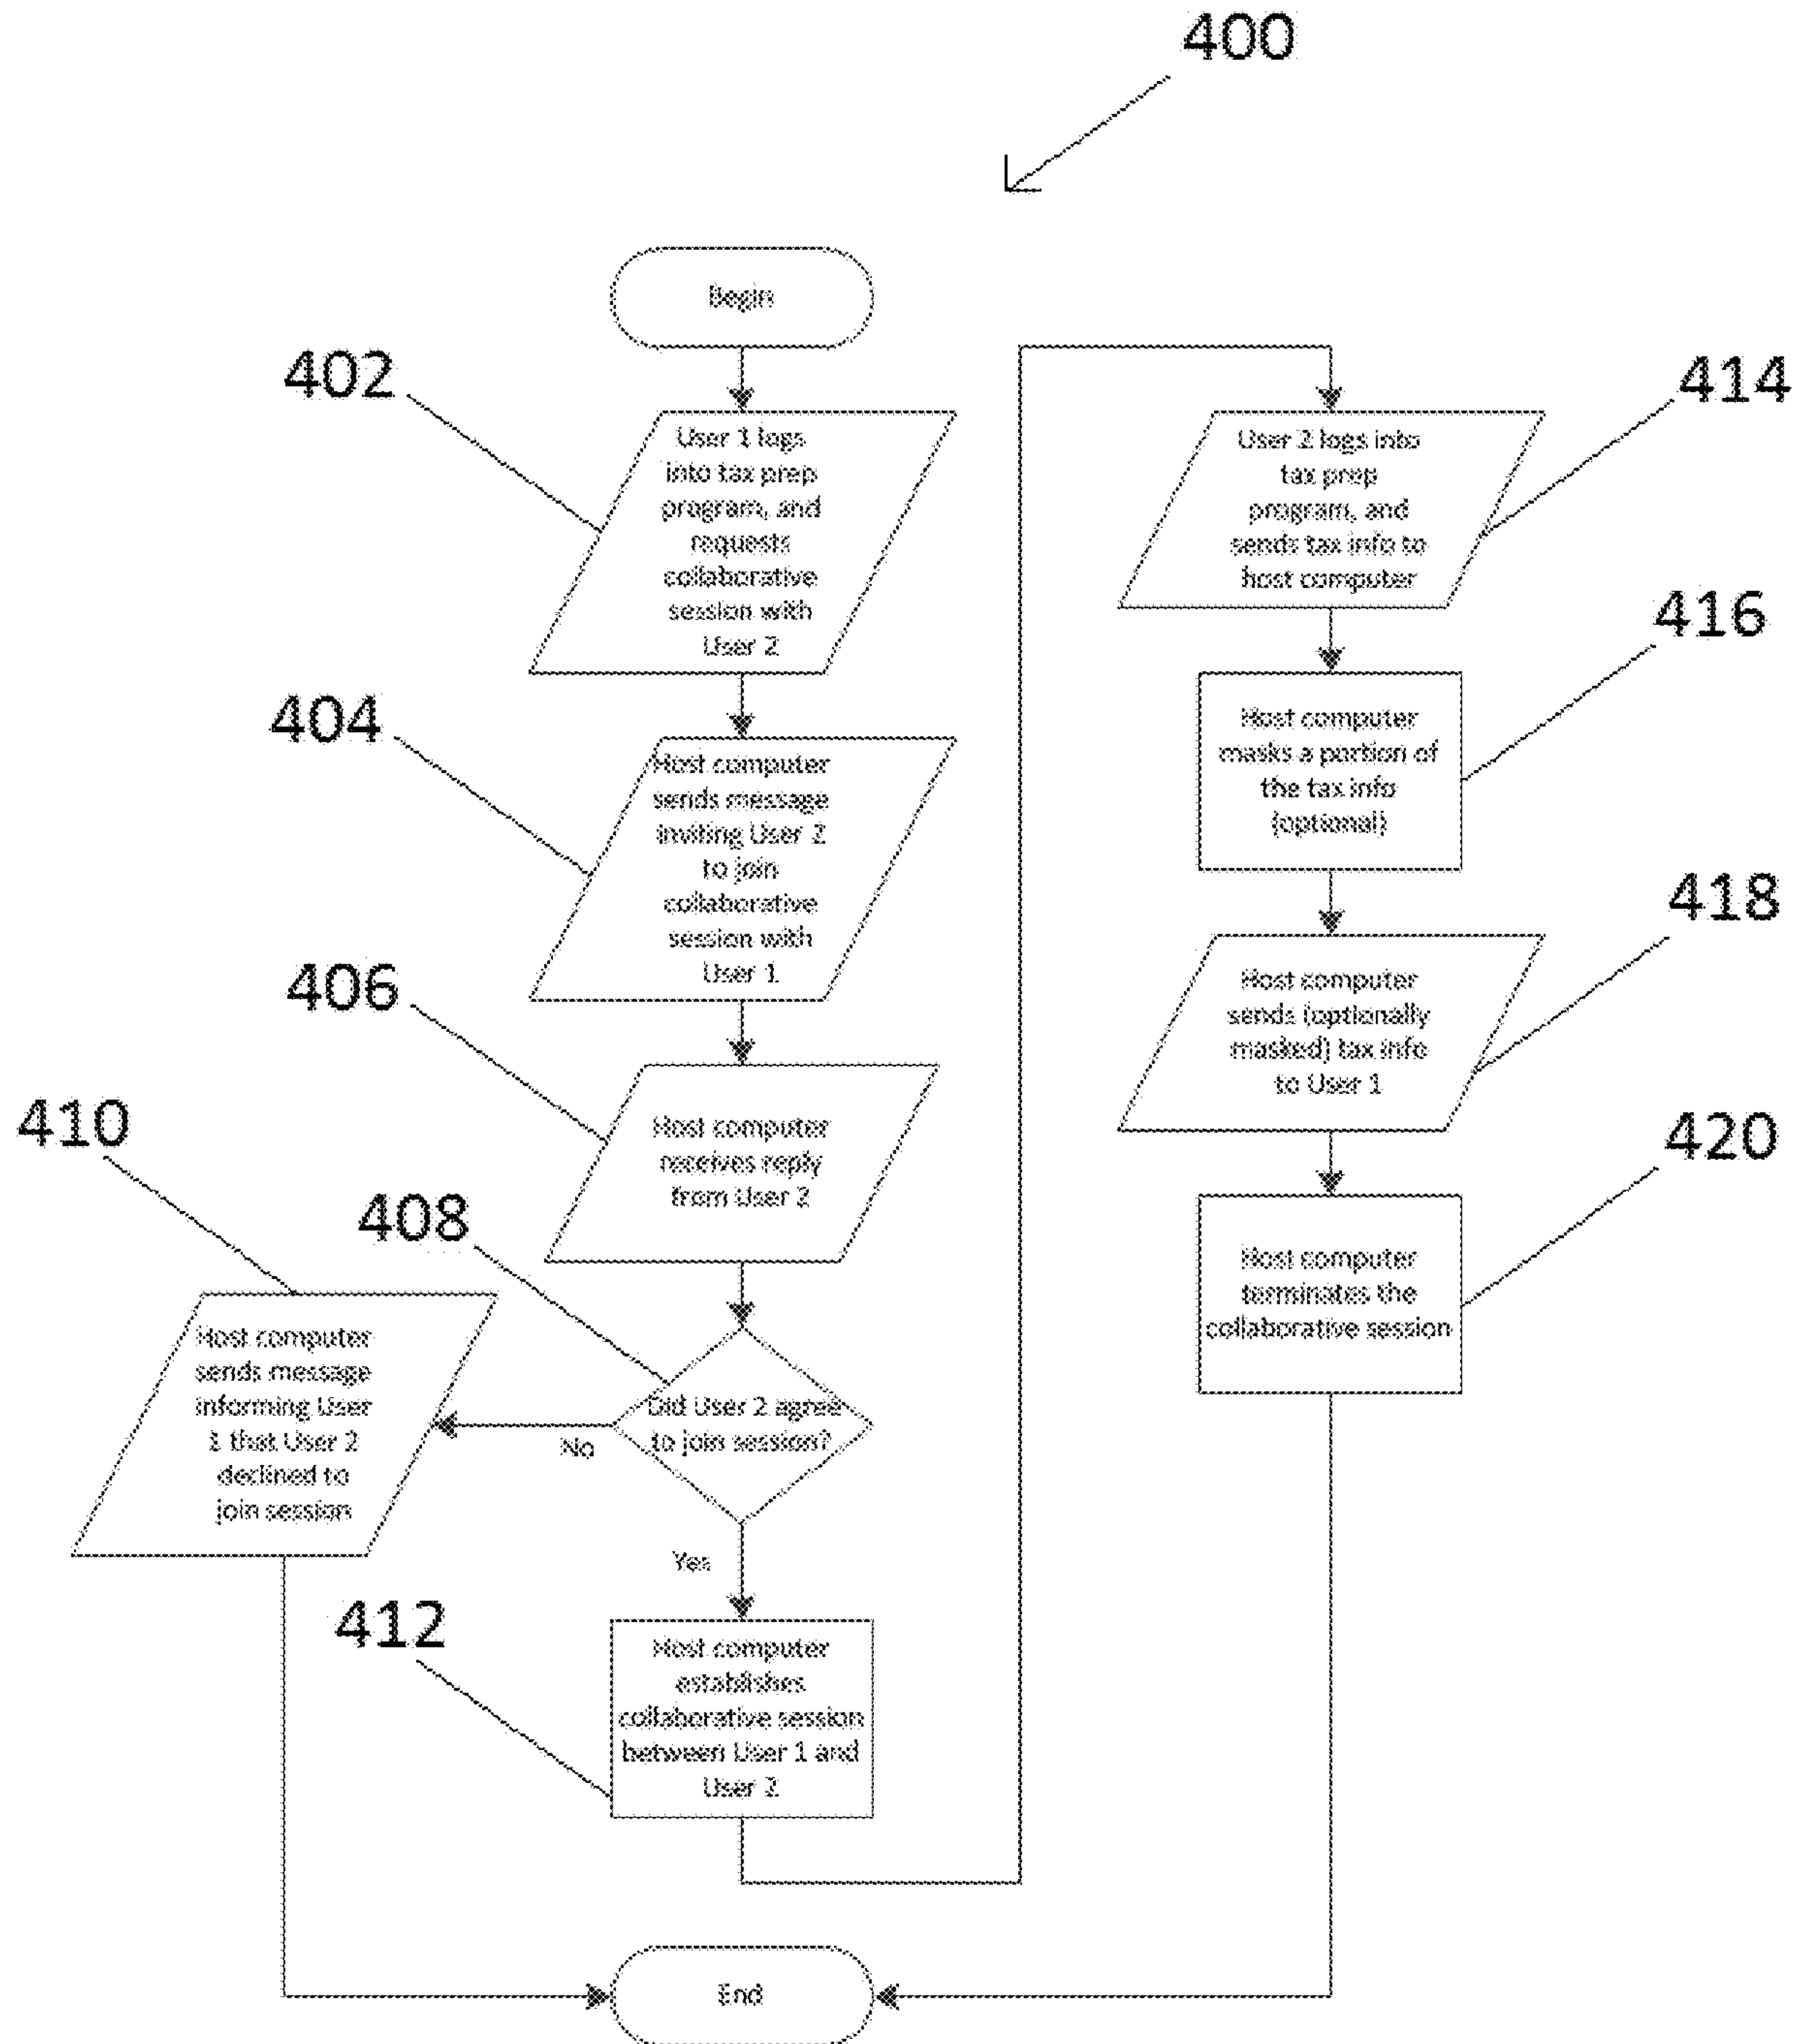 400
Begin
402
User 1 logs
into tax prep
program, and
requests
collaborative
session with
User 2
404
Host computer
sends message
inviting User 2
to join
collaborative
session with
User 1
406
Host computer
receives reply
from User 2
408
Did User 2 agree
to join session?
No
410
Host computer
sends message
informing User
1 that User 2
declined to
join session
Yes
412
Host computer
establishes
collaborative session
between User 1 and
User 2
414
User 2 logs into
tax prep
program, and
sends tax info to
host computer
416
Host computer
masks a portion of
the tax info
(optional)
418
Host computer
sends (optionally
masked) tax info
to User 1
420
Host computer
terminates the
collaborative session
End